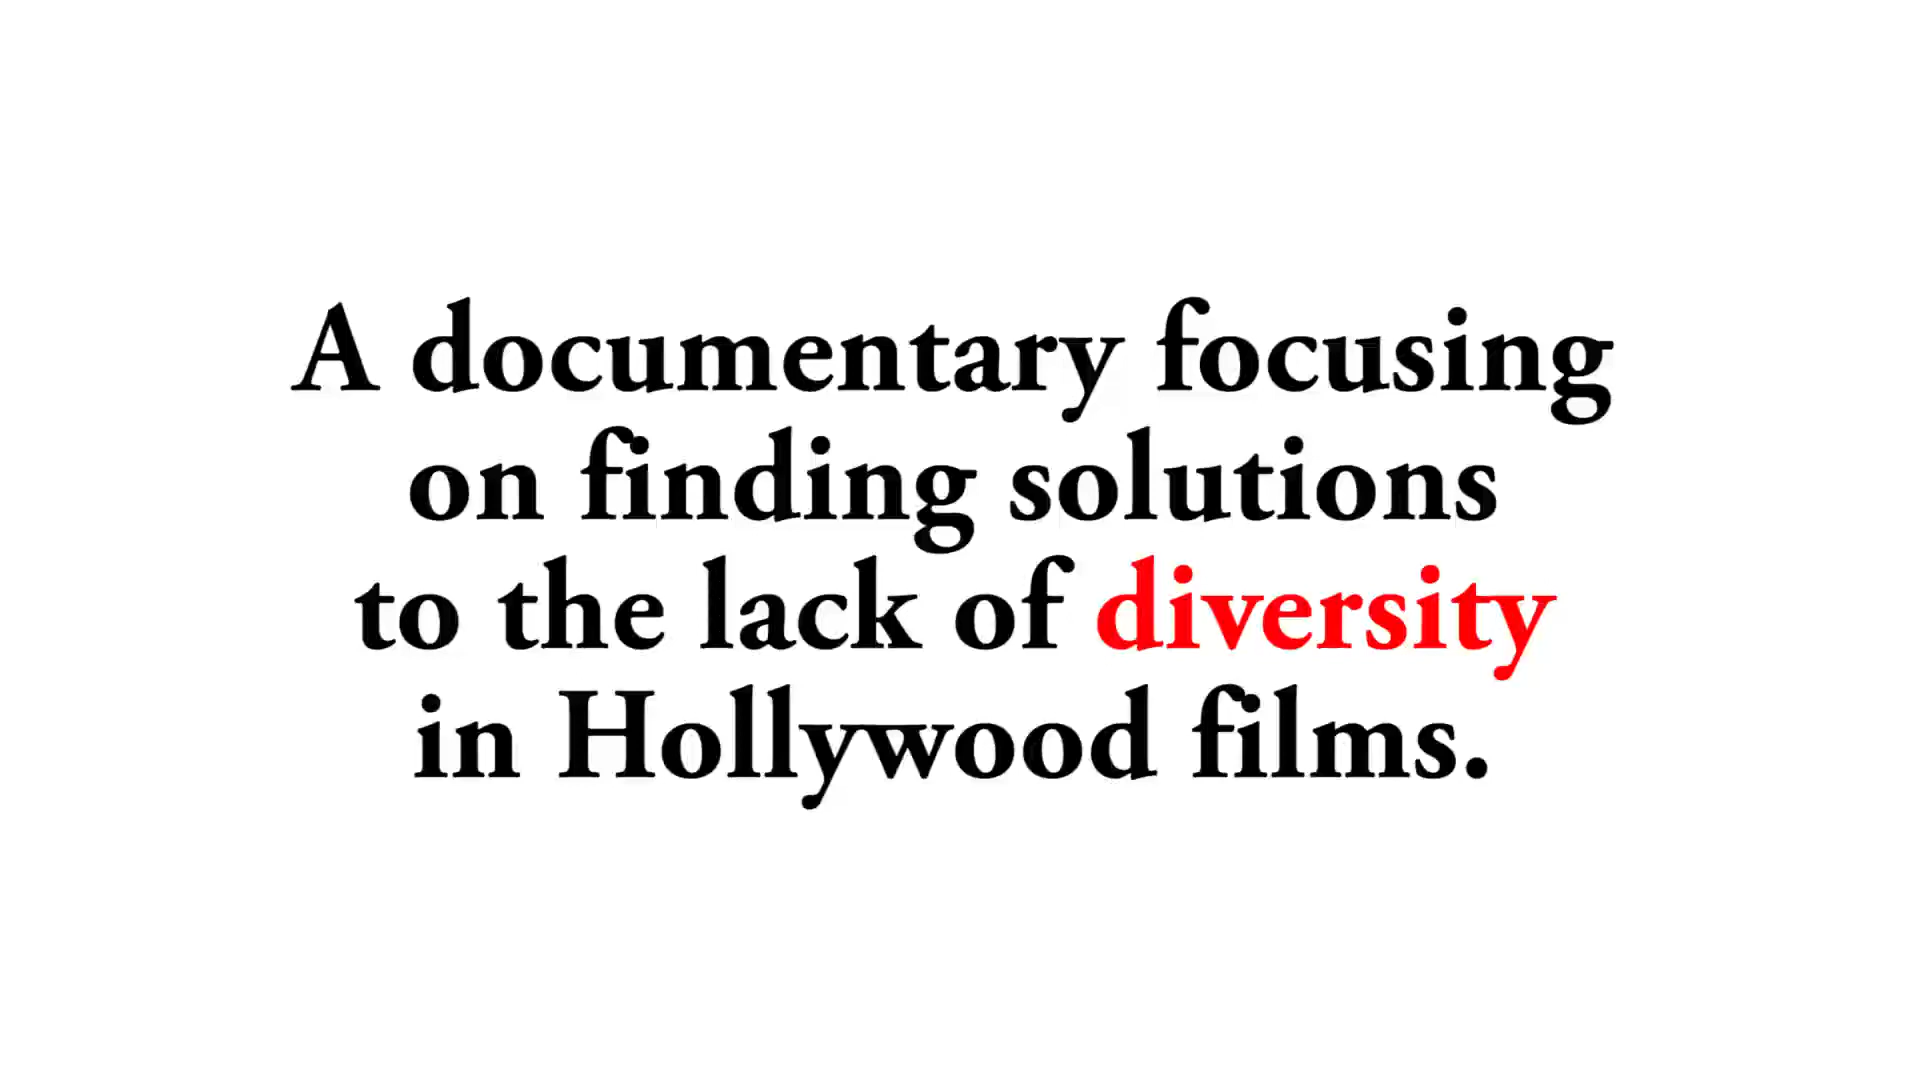 A documentary focusing
on finding solutions
to the lack of diversity
in Hollywood films.